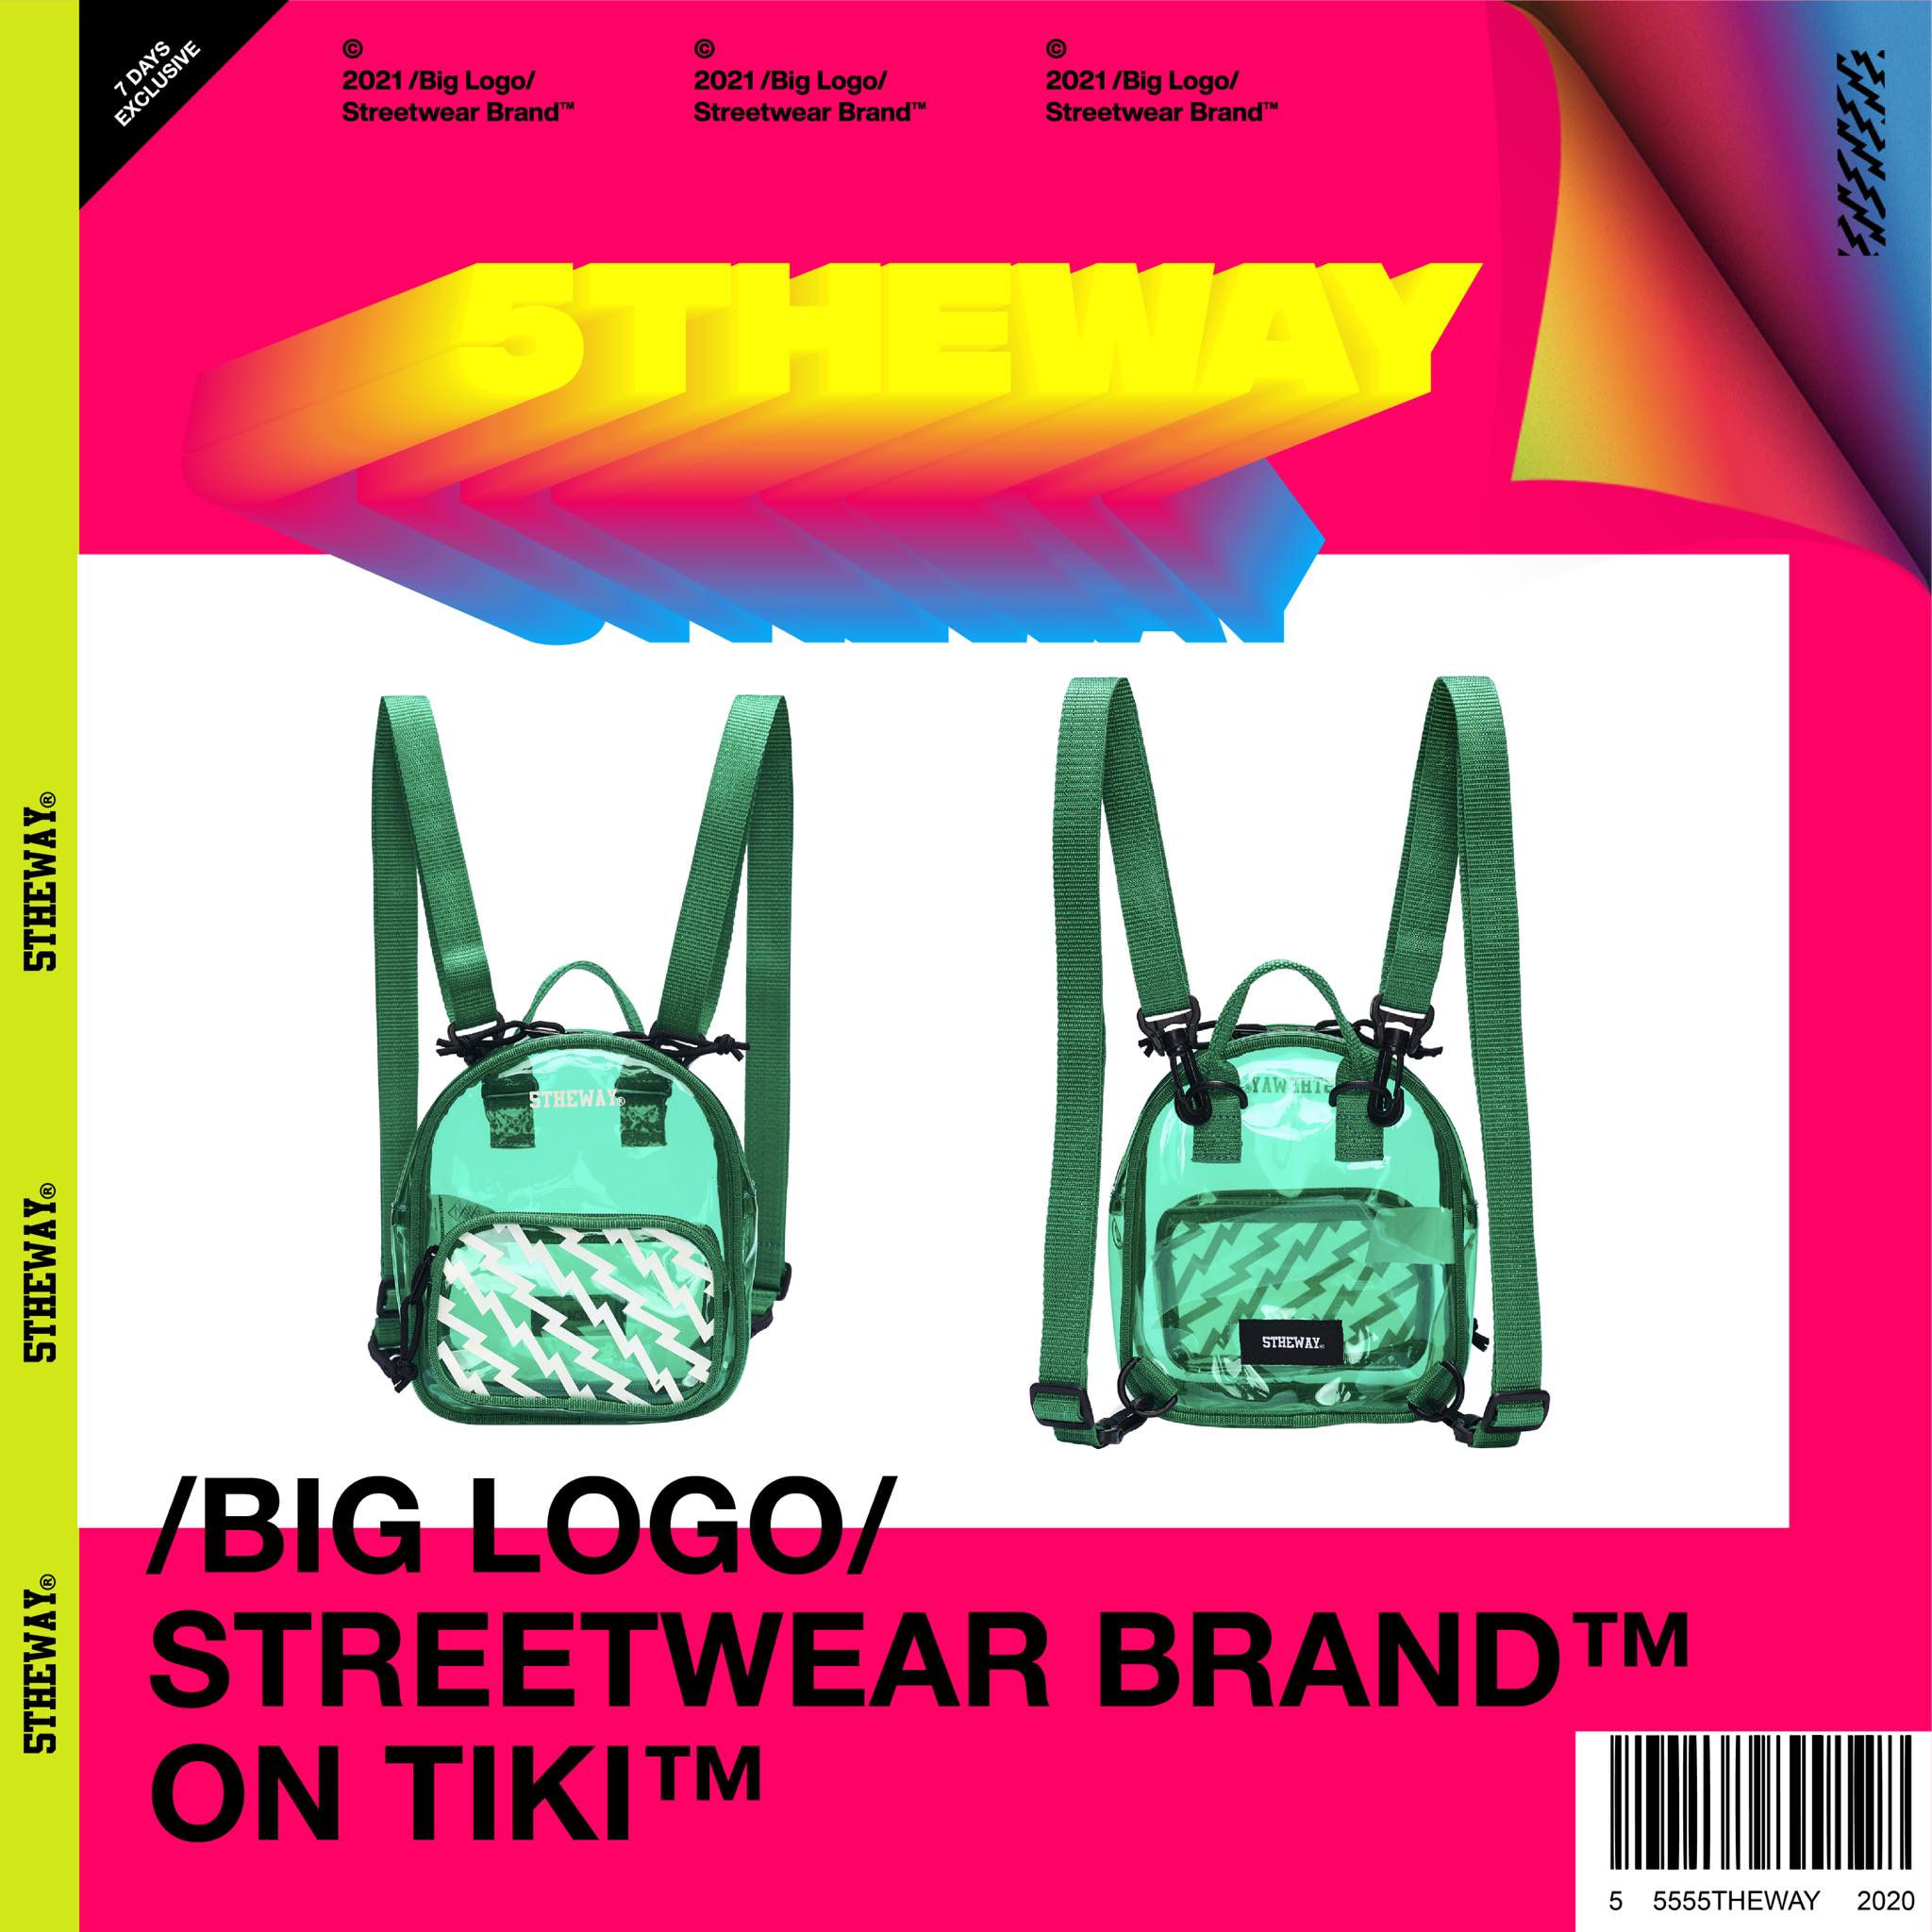 7 DAYS
EXCLUSIVE
©
2021 /Big Logo/
Streetwear Brand™
©
2021 /Big Logo/
Streetwear Brand™
©
2021 /Big Logo/
Streetwear Brand™
5THEWAY
5THEWAY®
5THEWAY®
5THEWAY®
5THEWAY®
5THEWAY
5THEWAY®
/BIG LOGO/
STREETWEAR BRAND™
ON TIKI™
5 5555THEWAY 2020